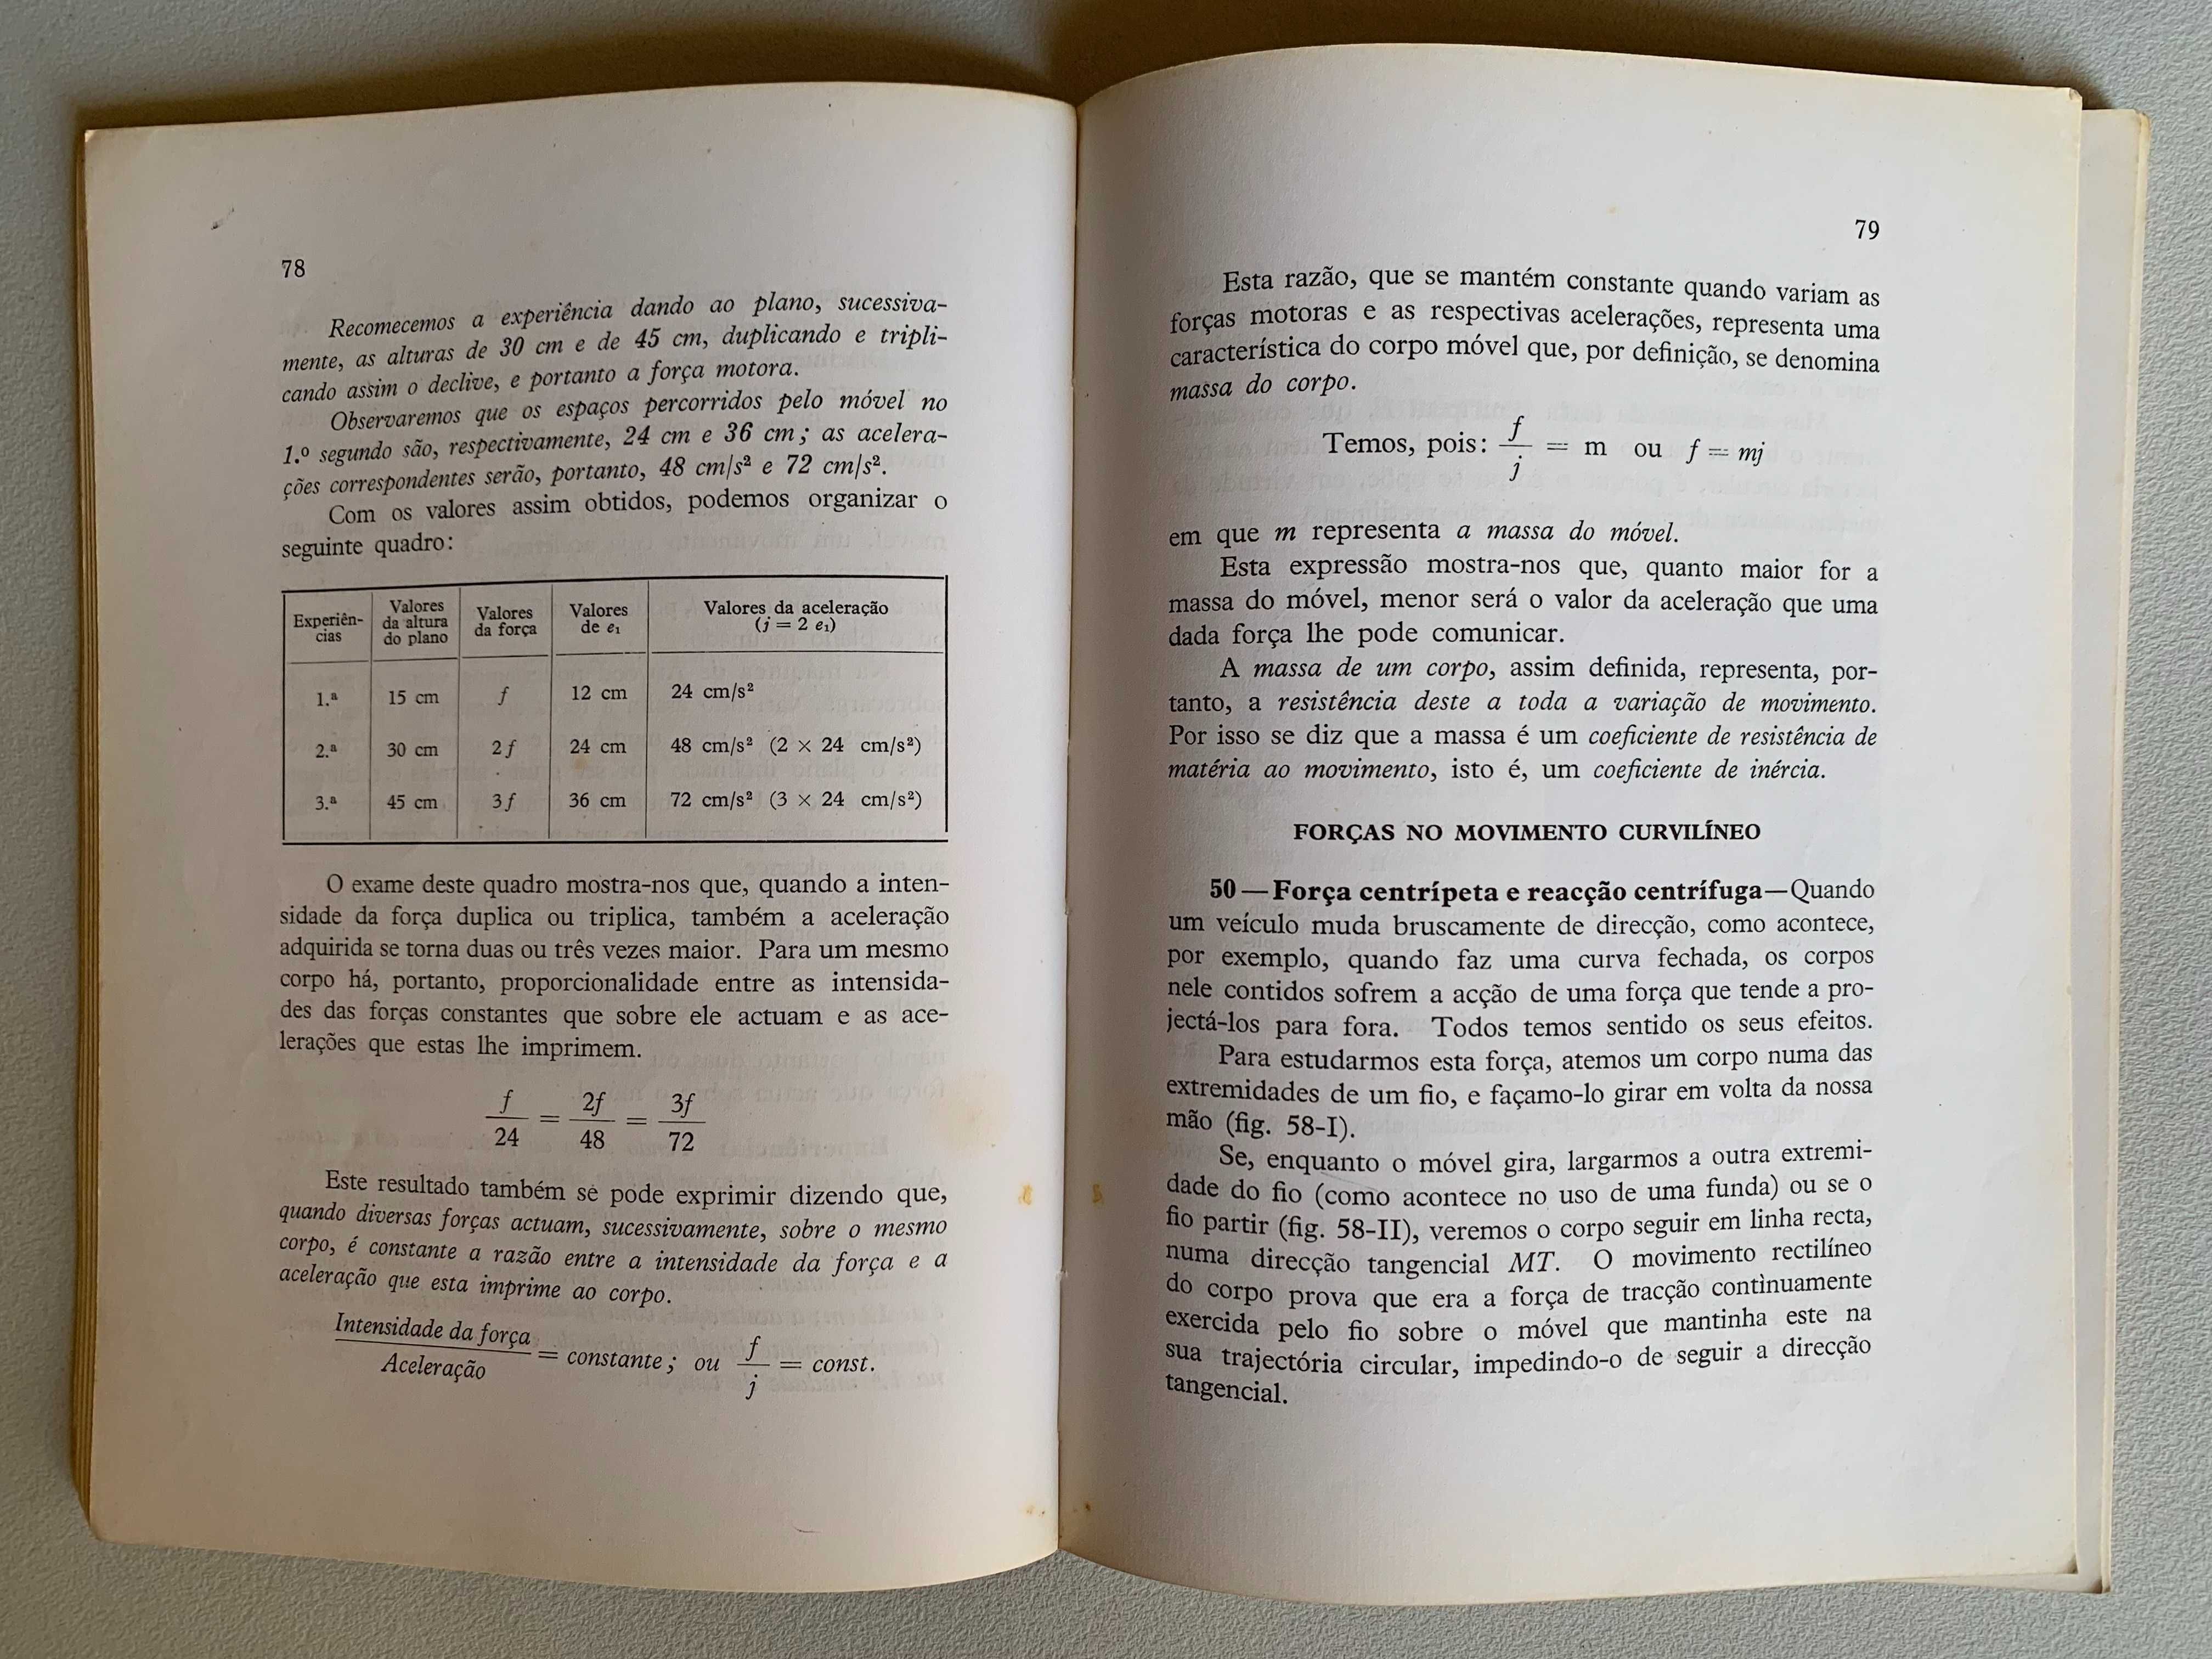 78
Recomecemos a experiência dando ao plano, sucessiva-
mente, as alturas de 30 cm e de 45 cm, duplicando e tripli-
cando assim o declive, e portanto a força motora.
Observaremos que os espaços percorridos pelo móvel no
1.º segundo são, respectivamente, 24 cm e 36 cm; as acelera-
ções correspondentes serão, portanto, 48 cm/s² e 72 cm/s².
Com os valores assim obtidos, podemos organizar o
seguinte quadro:
Experiên-
cias
Valores
da altura
do plano
Valores
da força
Valores
de e₁
Valores da aceleração
(j = 2 e₁)
1.ª 15 cm f 12 cm 24 cm/s²
2.ª 30 cm 2f 24 cm 48 cm/s² (2 × 24 cm/s²)
3.ª 45 cm 3f 36 cm 72 cm/s² (3 × 24 cm/s²)
O exame deste quadro mostra-nos que, quando a inten-
sidade da força duplica ou triplica, também a aceleração
adquirida se torna duas ou três vezes maior. Para um mesmo
corpo há, portanto, proporcionalidade entre as intensida-
des das forças constantes que sobre ele actuam e as ace-
lerações que estas lhe imprimem.
f/24 = 2f/48 = 3f/72
Este resultado também se pode exprimir dizendo que,
quando diversas forças actuam, sucessivamente, sobre o mesmo
corpo, é constante a razão entre a intensidade da força e a
aceleração que esta imprime ao corpo.
Intensidade da força/Aceleração = constante; ou f/j = const.
79
Esta razão, que se mantém constante quando variam as
forças motoras e as respectivas acelerações, representa uma
característica do corpo móvel que, por definição, se denomina
massa do corpo.
Temos, pois: f/j = m ou f = mj
em que m representa a massa do móvel.
Esta expressão mostra-nos que, quanto maior for a
massa do móvel, menor será o valor da aceleração que uma
dada força lhe pode comunicar.
A massa de um corpo, assim definida, representa, por-
tanto, a resistência deste a toda a variação de movimento.
Por isso se diz que a massa é um coeficiente de resistência de
matéria ao movimento, isto é, um coeficiente de inércia.
FORÇAS NO MOVIMENTO CURVILÍNEO
50—Força centrípeta e reacção centrífuga—Quando
um veículo muda bruscamente de direcção, como acontece,
por exemplo, quando faz uma curva fechada, os corpos
nele contidos sofrem a acção de uma força que tende a pro-
jectá-los para fora. Todos temos sentido os seus efeitos.
Para estudarmos esta força, atemos um corpo numa das
extremidades de um fio, e façamo-lo girar em volta da nossa
mão (fig. 58-I).
Se, enquanto o móvel gira, largarmos a outra extremi-
dade do fio (como acontece no uso de uma funda) ou se o
fio partir (fig. 58-II), veremos o corpo seguir em linha recta,
numa direcção tangencial MT. O movimento rectilíneo
do corpo prova que era a força de tracção continuamente
exercida pelo fio sobre o móvel que mantinha este na
sua trajectória circular, impedindo-o de seguir a direcção
tangencial.